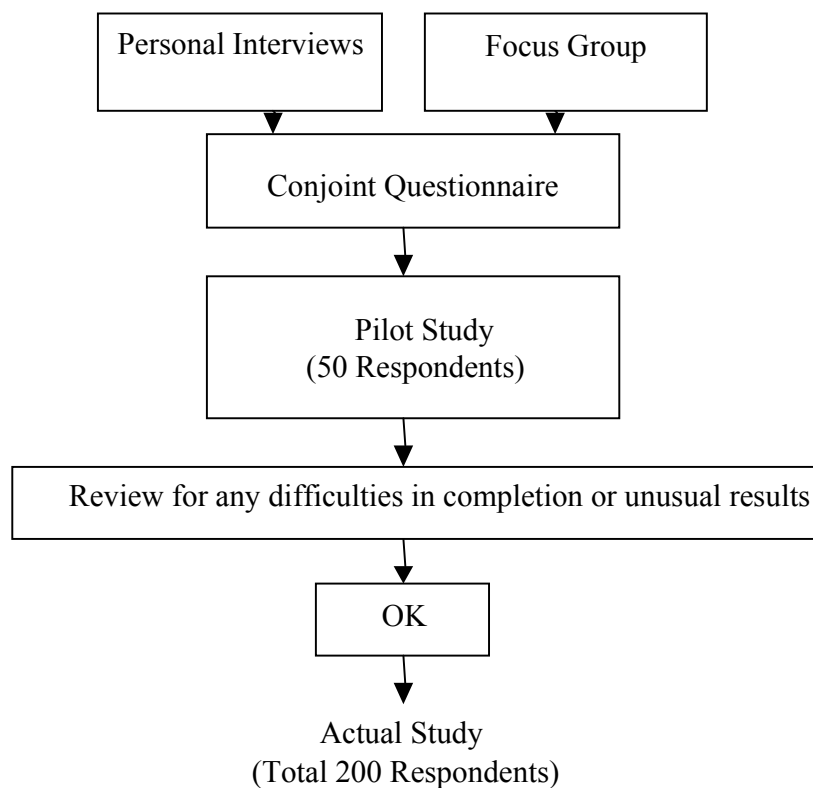 Personal Interviews
Focus Group
Conjoint Questionnaire
Pilot Study
(50 Respondents)
Review for any difficulties in completion or unusual results
OK
Actual Study
(Total 200 Respondents)